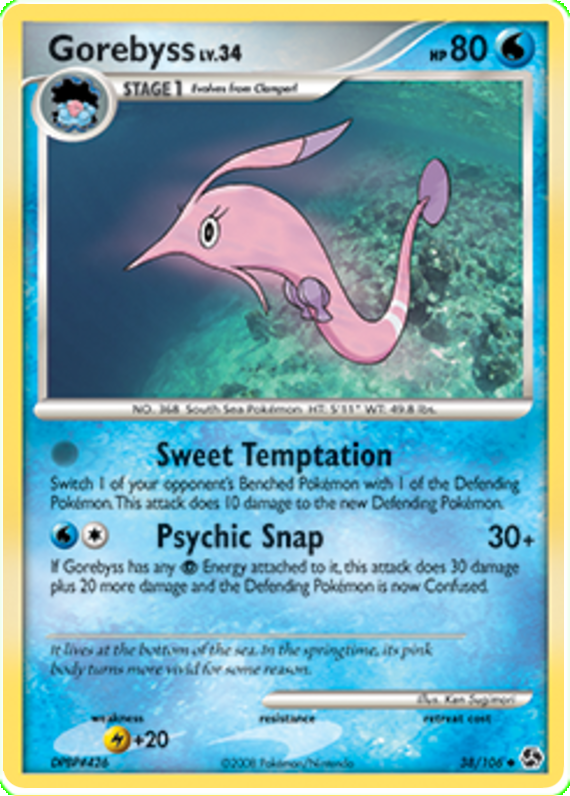 Gorebyss LV.34 HP 80
STAGE 1 Evolves from Clamperl
NO. 368 South Sea Pokémon HT: 5'11" WT: 49.8 lbs.
Sweet Temptation
Switch 1 of your opponent's Benched Pokémon with 1 of the Defending
Pokémon. This attack does 10 damage to the new Defending Pokémon.
Psychic Snap 30+
If Gorebyss has any Energy attached to it, this attack does 30 damage
plus 20 more damage and the Defending Pokémon is now Confused.
It lives at the bottom of the sea. In the springtime, its pink
body turns more vivid for some reason.
Illus. Ken Sugimori
weakness resistance retreat cost
+20
DPBP#426 ©2008 Pokémon/Nintendo 38/106